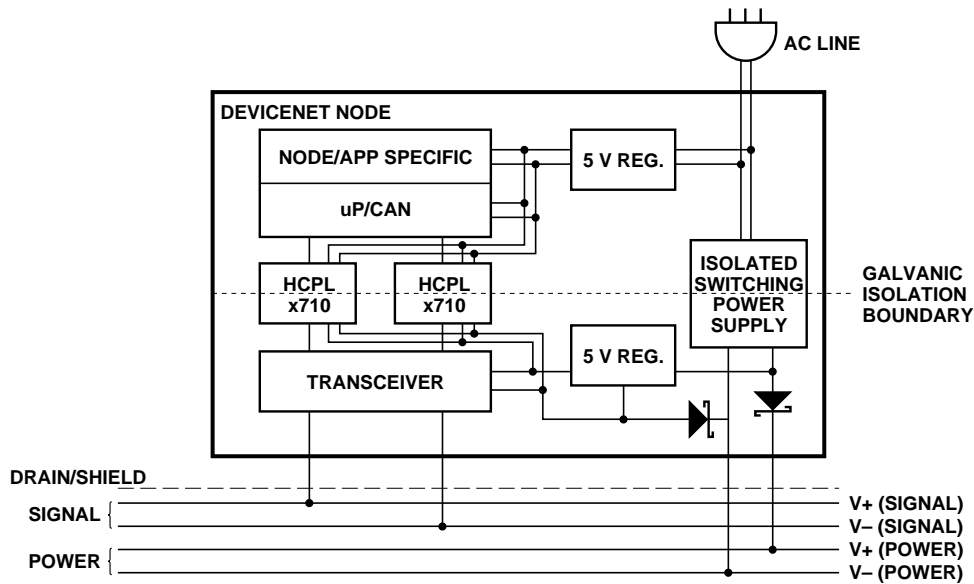 AC LINE
DEVICENET NODE
NODE/APP SPECIFIC
5 V REG.
uP/CAN
HCPL
x710
HCPL
x710
ISOLATED
SWITCHING
POWER
SUPPLY
GALVANIC
ISOLATION
BOUNDARY
5 V REG.
TRANSCEIVER
DRAIN/SHIELD
SIGNAL
V+ (SIGNAL)
V– (SIGNAL)
POWER
V+ (POWER)
V– (POWER)